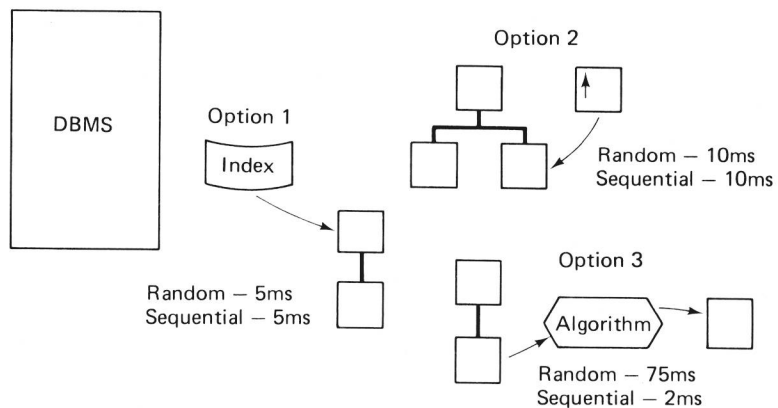 DBMS
Option 1
Index
Random – 5ms
Sequential – 5ms
Option 2
Random – 10ms
Sequential – 10ms
Option 3
Algorithm
Random – 75ms
Sequential – 2ms